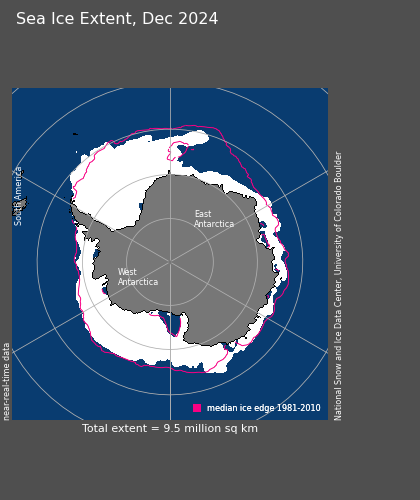 Sea Ice Extent, Dec 2024
South America
East
Antarctica
West
Antarctica
near-real-time data
National Snow and Ice Data Center, University of Colorado Boulder
median ice edge 1981-2010
Total extent = 9.5 million sq km